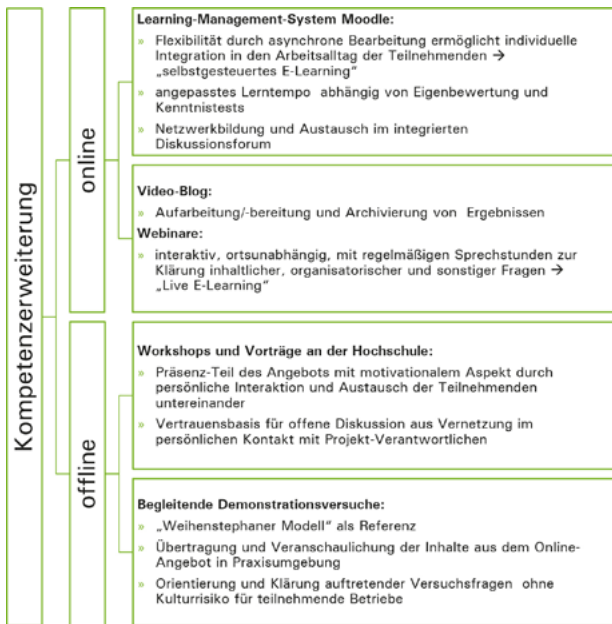 Kompetenzerweiterung
online
Learning-Management-System Moodle:
» Flexibilität durch asynchrone Bearbeitung ermöglicht individuelle
Integration in den Arbeitsalltag der Teilnehmenden →
„selbstgesteuertes E-Learning“
» angepasstes Lerntempo abhängig von Eigenbewertung und
Kenntnistests
» Netzwerkbildung und Austausch im integrierten
Diskussionsforum
Video-Blog:
» Aufarbeitung/-bereitung und Archivierung von Ergebnissen
Webinare:
» interaktiv, ortsunabhängig, mit regelmäßigen Sprechstunden zur
Klärung inhaltlicher, organisatorischer und sonstiger Fragen →
„Live E-Learning“
offline
Workshops und Vorträge an der Hochschule:
» Präsenz-Teil des Angebots mit motivationalem Aspekt durch
persönliche Interaktion und Austausch der Teilnehmenden
untereinander
» Vertrauensbasis für offene Diskussion aus Vernetzung im
persönlichen Kontakt mit Projekt-Verantwortlichen
Begleitende Demonstrationsversuche:
» „Weihenstephaner Modell“ als Referenz
» Übertragung und Veranschaulichung der Inhalte aus dem Online-
Angebot in Praxisumgebung
» Orientierung und Klärung auftretender Versuchsfragen ohne
Kulturrisiko für teilnehmende Betriebe